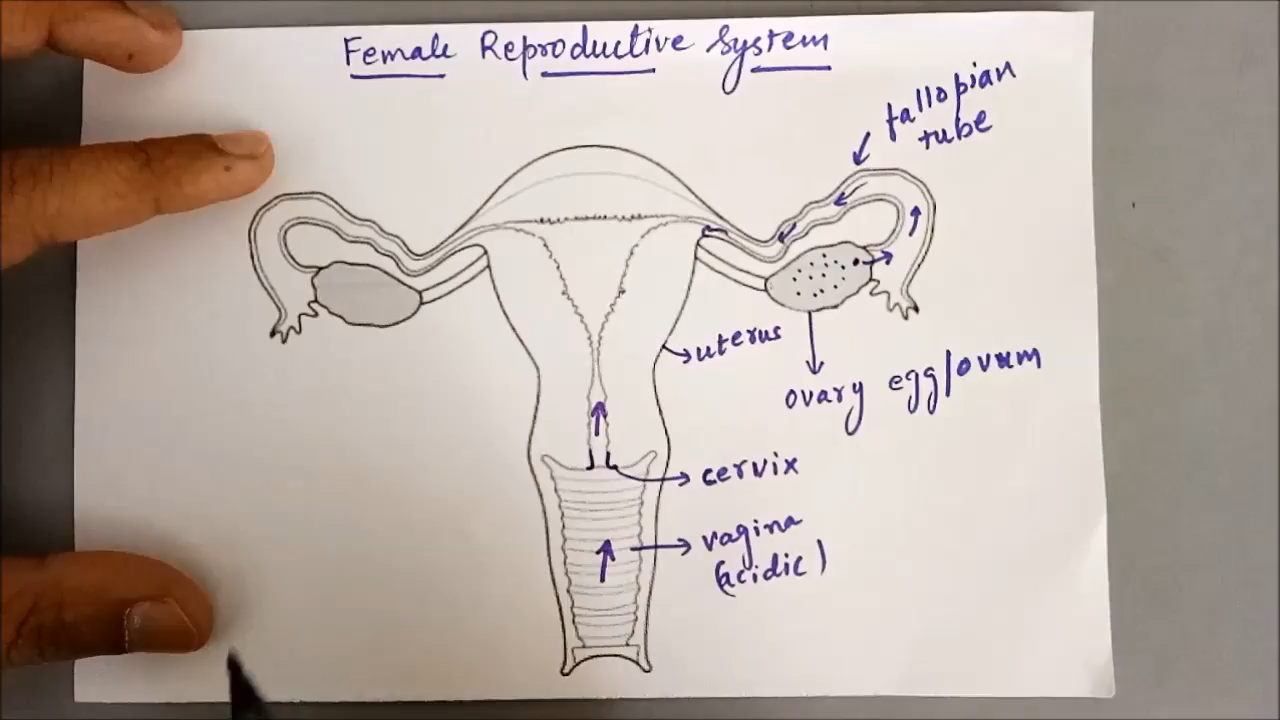 Female Reproductive System
fallopian
tube
uterus
ovary egg/ovum
cervix
vagina
(acidic)